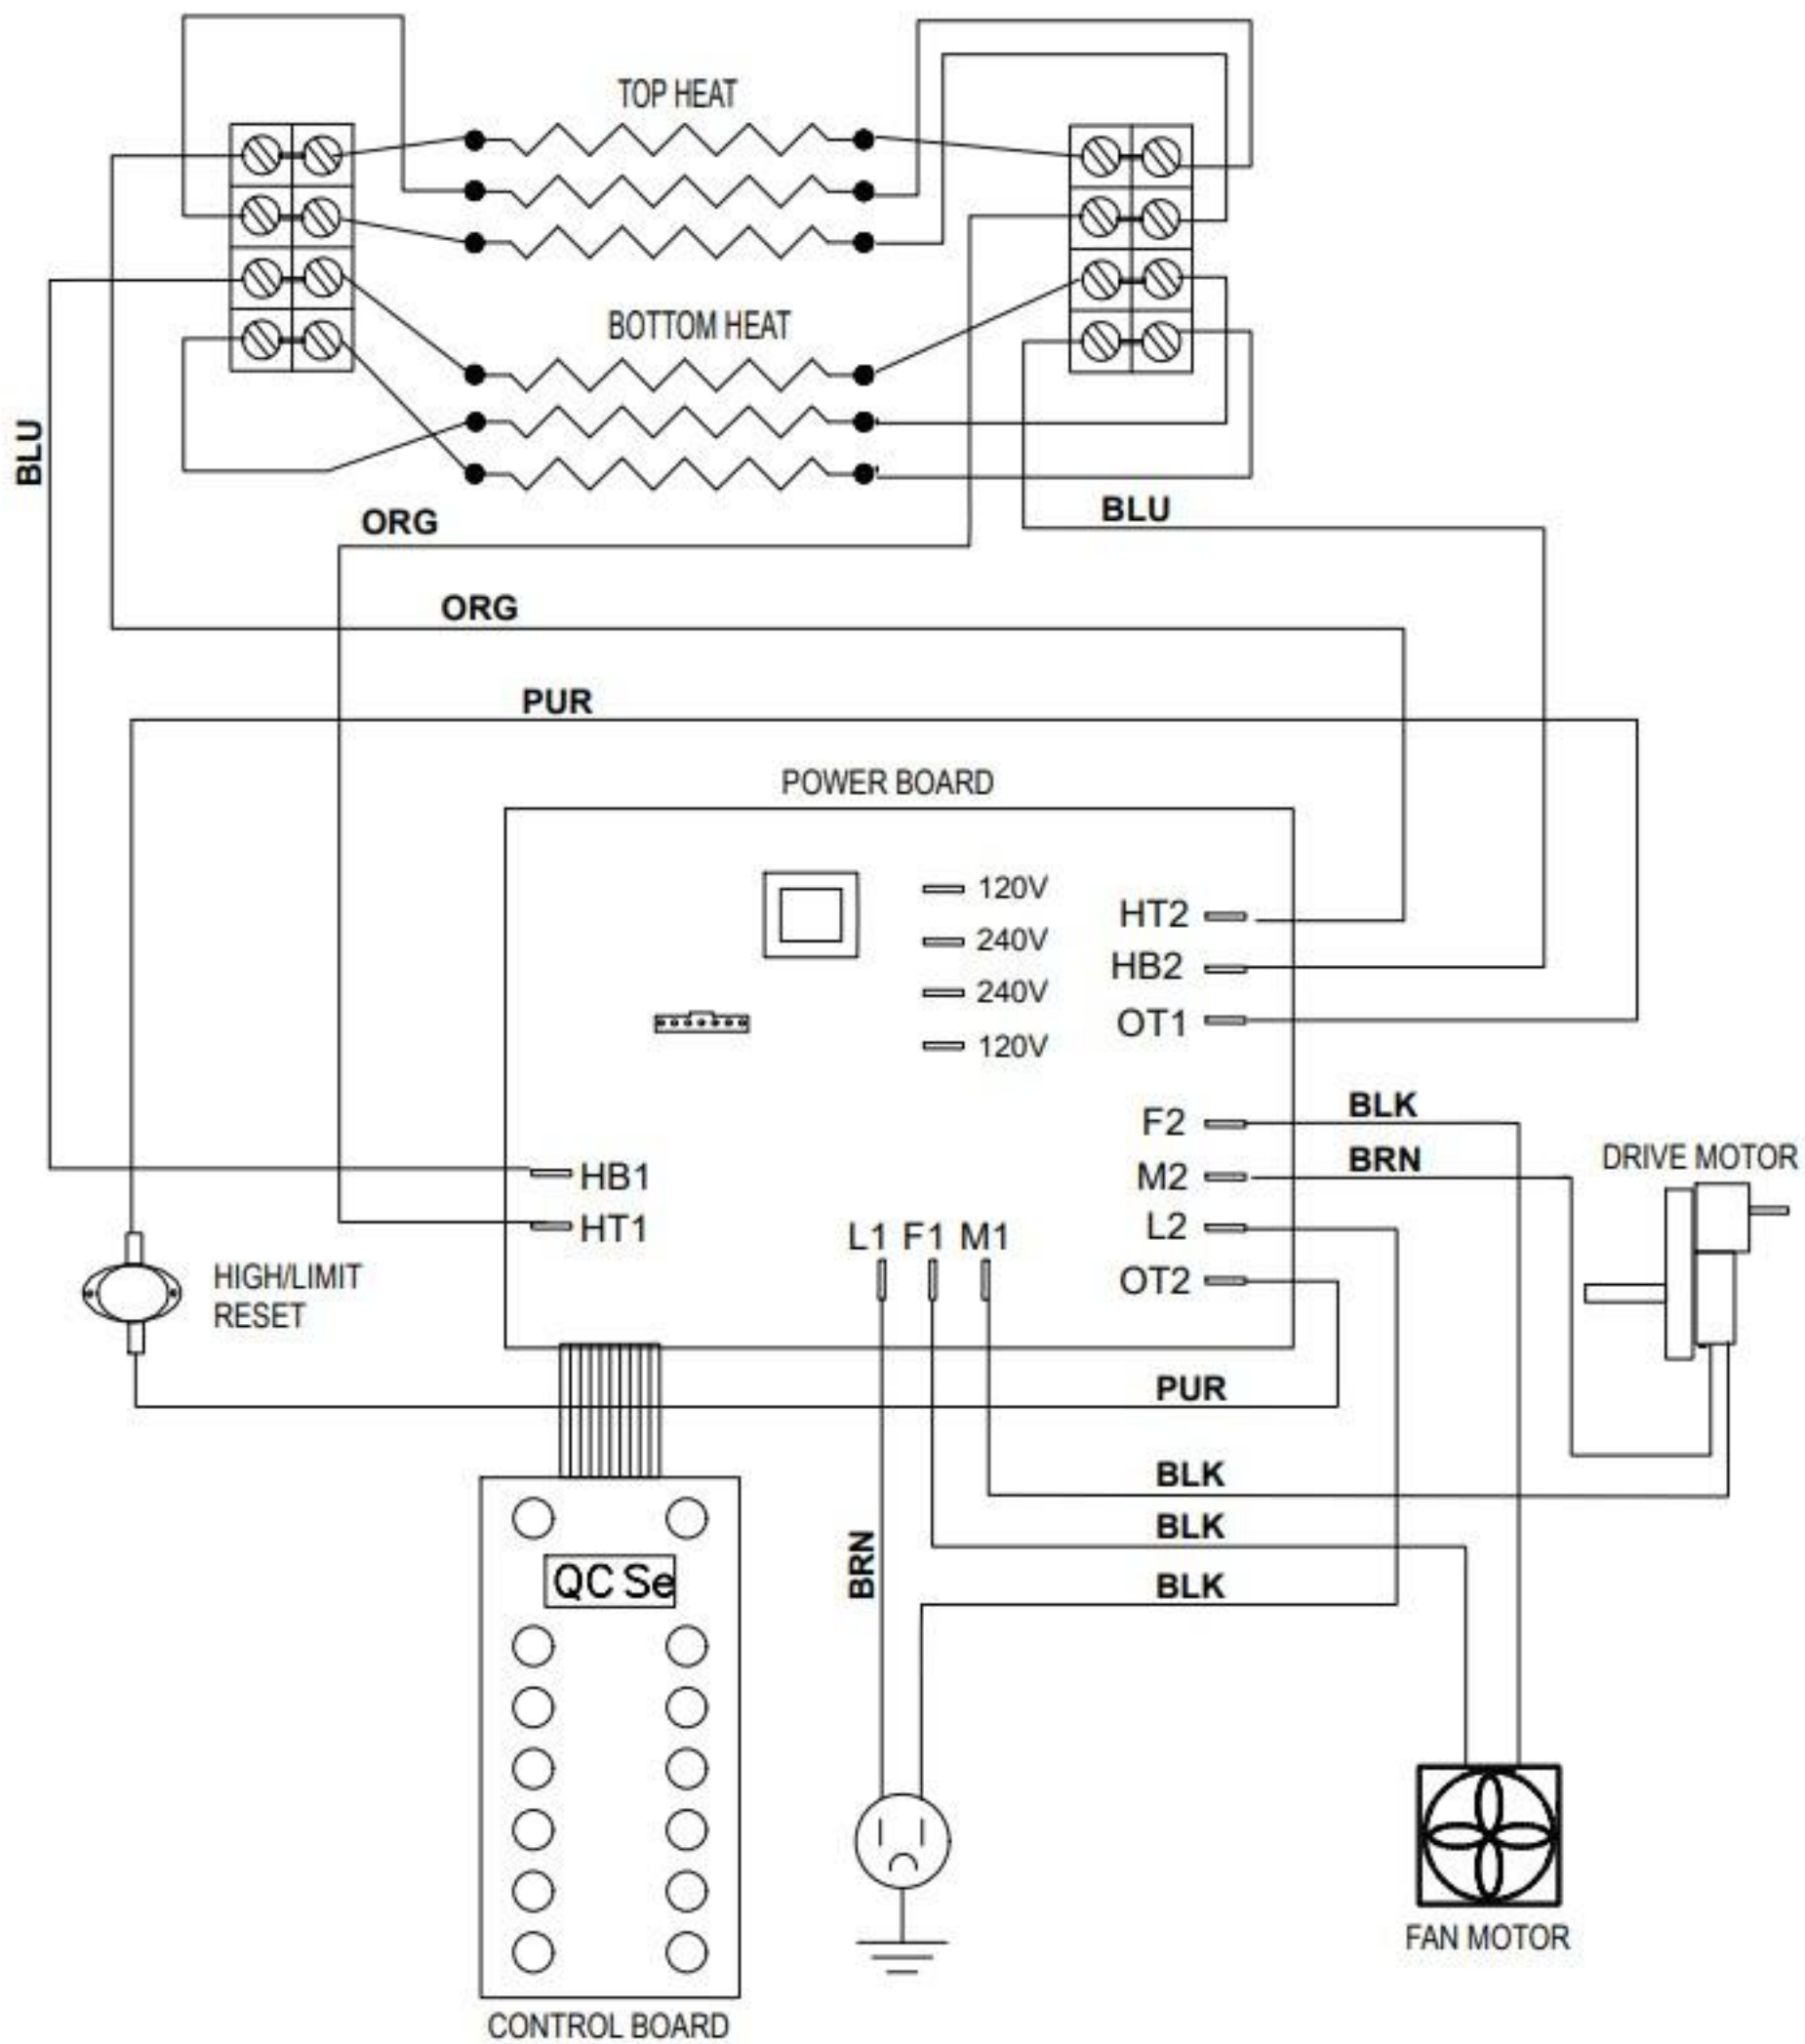 TOP HEAT
BOTTOM HEAT
BLU
ORG
BLU
ORG
PUR
POWER BOARD
120V
240V
240V
120V
HT2
HB2
OT1
F2
M2
L2
OT2
BLK
BRN
DRIVE MOTOR
HB1
HT1
L1 F1 M1
HIGH/LIMIT
RESET
PUR
BLK
BLK
BLK
BRN
QC Se
FAN MOTOR
CONTROL BOARD